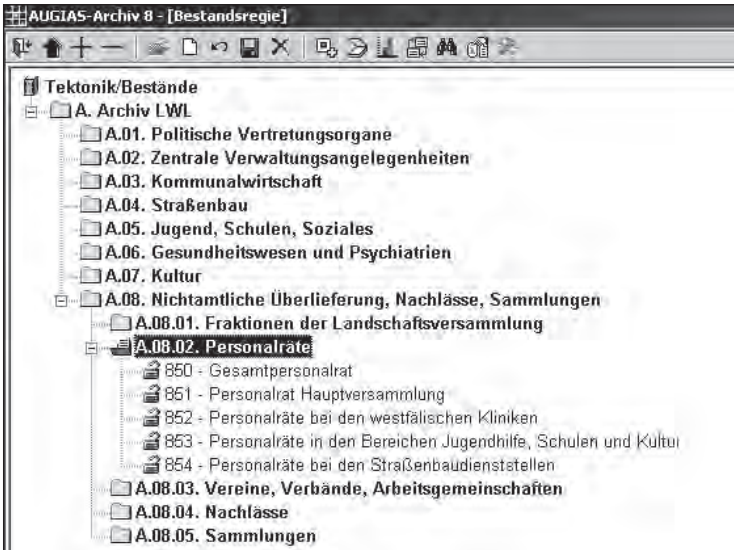 AUGIAS-Archiv 8 - [Bestandsregie]
Tektonik/Bestände
A. Archiv LWL
A.01. Politische Vertretungsorgane
A.02. Zentrale Verwaltungsangelegenheiten
A.03. Kommunalwirtschaft
A.04. Straßenbau
A.05. Jugend, Schulen, Soziales
A.06. Gesundheitswesen und Psychiatrien
A.07. Kultur
A.08. Nichtamtliche Überlieferung, Nachlässe, Sammlungen
A.08.01. Fraktionen der Landschaftsversammlung
A.08.02. Personalräte
850 - Gesamtpersonalrat
851 - Personalrat Hauptversammlung
852 - Personalräte bei den westfälischen Kliniken
853 - Personalräte in den Bereichen Jugendhilfe, Schulen und Kultur
854 - Personalräte bei den Straßenbaudienststellen
A.08.03. Vereine, Verbände, Arbeitsgemeinschaften
A.08.04. Nachlässe
A.08.05. Sammlungen